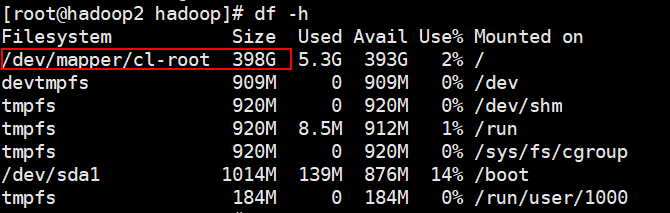 [root@hadoop2 hadoop]# df -h
Filesystem Size Used Avail Use% Mounted on
/dev/mapper/cl-root 398G 5.3G 393G 2% /
devtmpfs 909M 0 909M 0% /dev
tmpfs 920M 0 920M 0% /dev/shm
tmpfs 920M 8.5M 912M 1% /run
tmpfs 920M 0 920M 0% /sys/fs/cgroup
/dev/sda1 1014M 139M 876M 14% /boot
tmpfs 184M 0 184M 0% /run/user/1000